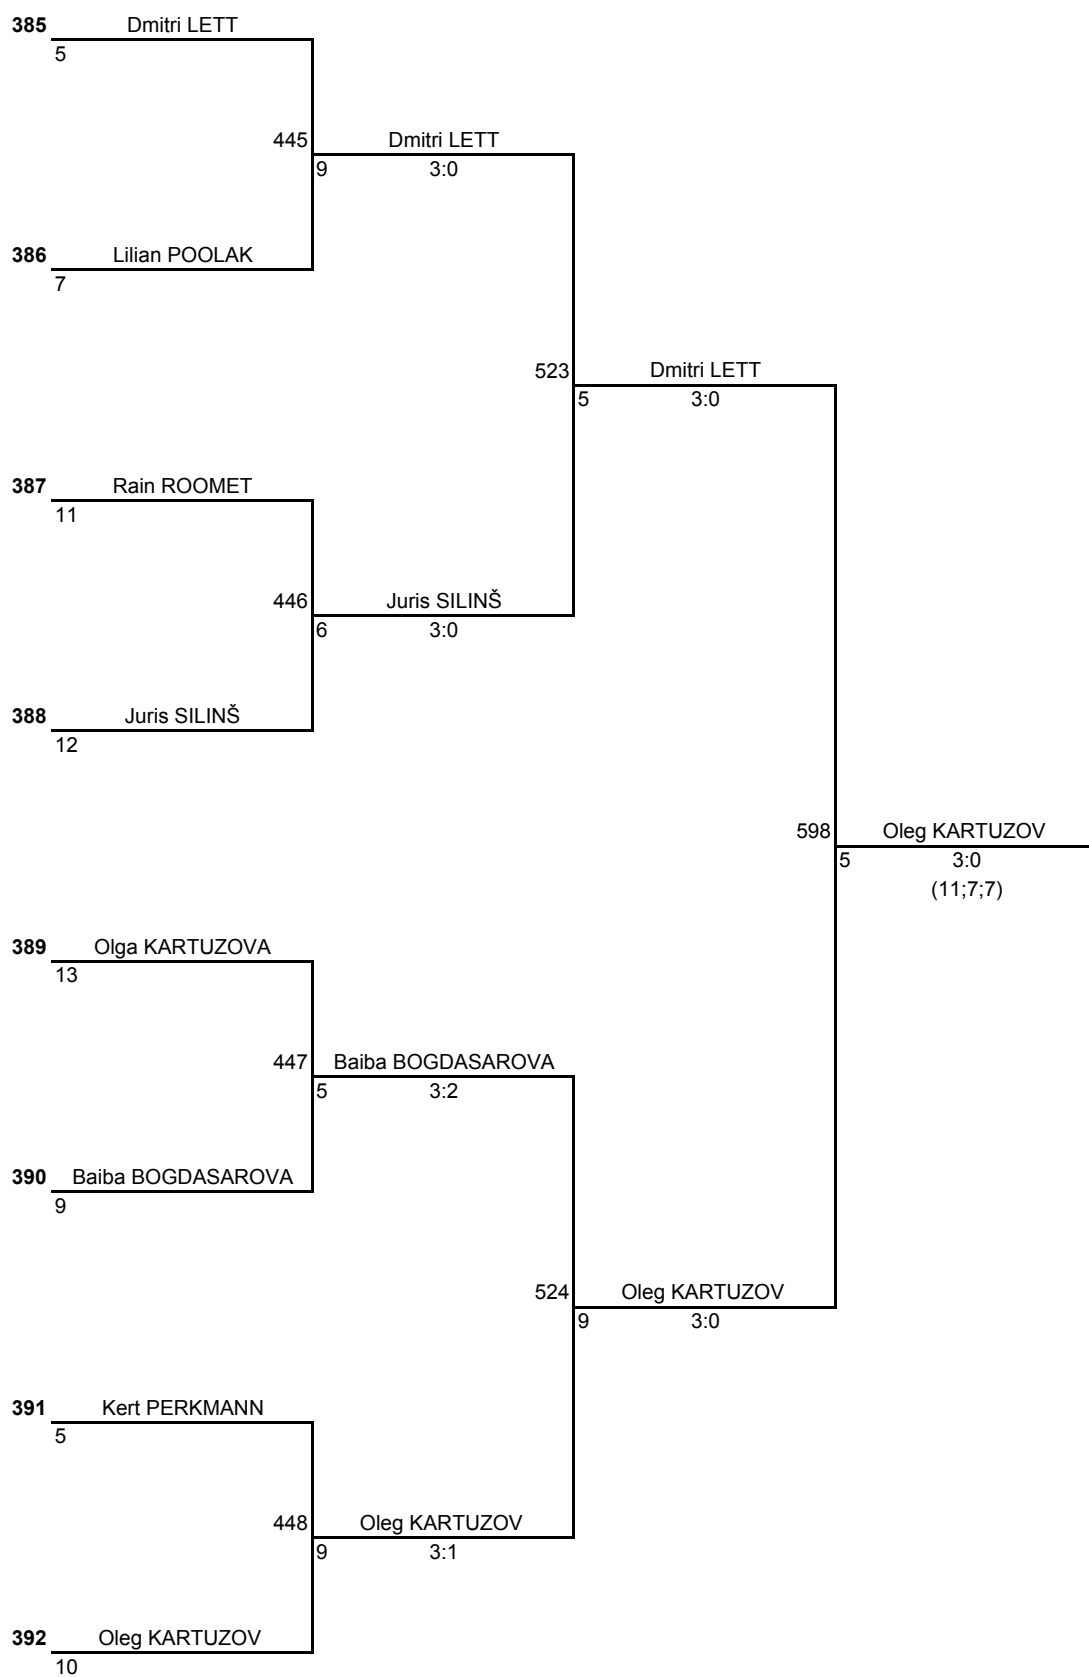 385 Dmitri LETT
5
445 Dmitri LETT
9 3:0
386 Lilian POOLAK
7
523 Dmitri LETT
5 3:0
387 Rain ROOMET
11
446 Juris SILINŠ
6 3:0
388 Juris SILINŠ
12
598 Oleg KARTUZOV
5 3:0
(11;7;7)
389 Olga KARTUZOVA
13
447 Baiba BOGDASAROVA
5 3:2
390 Baiba BOGDASAROVA
9
524 Oleg KARTUZOV
9 3:0
391 Kert PERKMANN
5
448 Oleg KARTUZOV
9 3:1
392 Oleg KARTUZOV
10